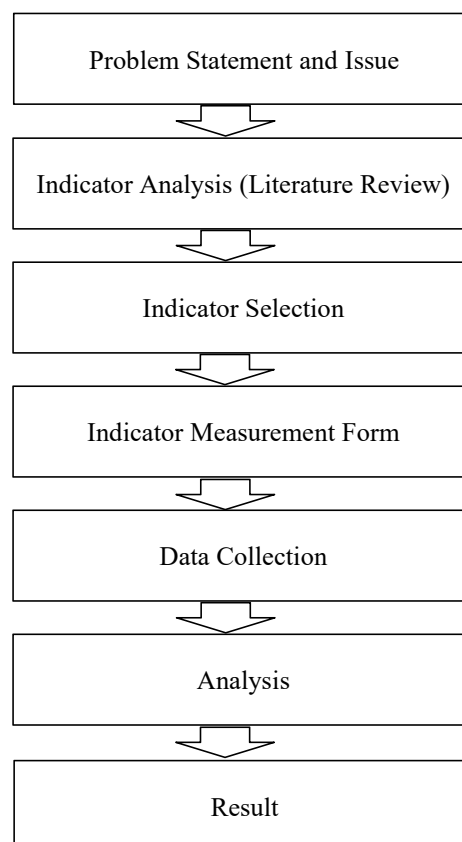 Problem Statement and Issue
Indicator Analysis (Literature Review)
Indicator Selection
Indicator Measurement Form
Data Collection
Analysis
Result